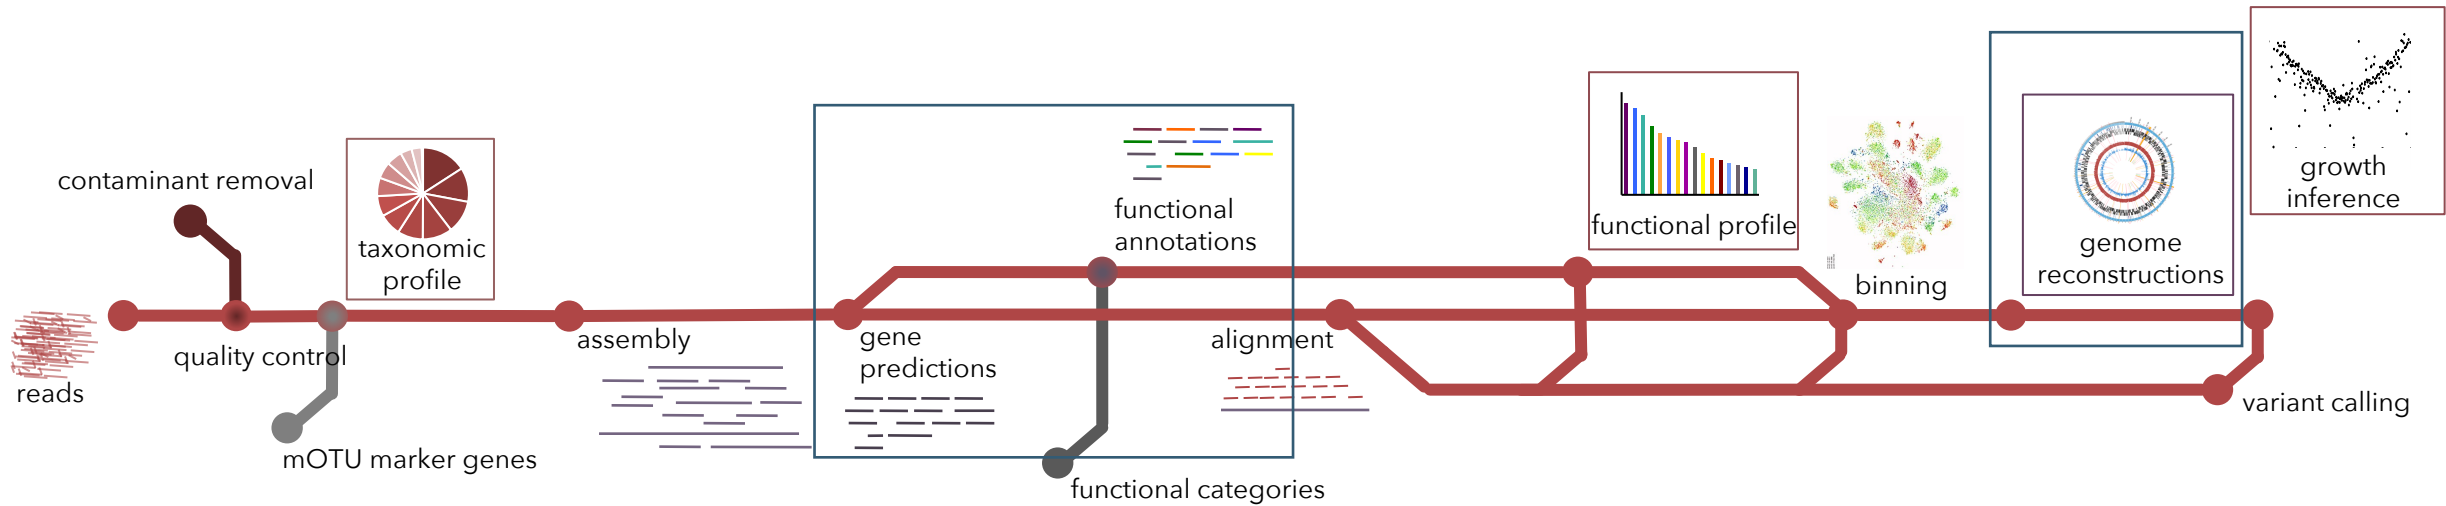 contaminant removal
reads
quality control
mOTU marker genes
taxonomic
profile
assembly
gene
predictions
functional
annotations
functional categories
alignment
functional profile
binning
genome
reconstructions
growth
inference
variant calling